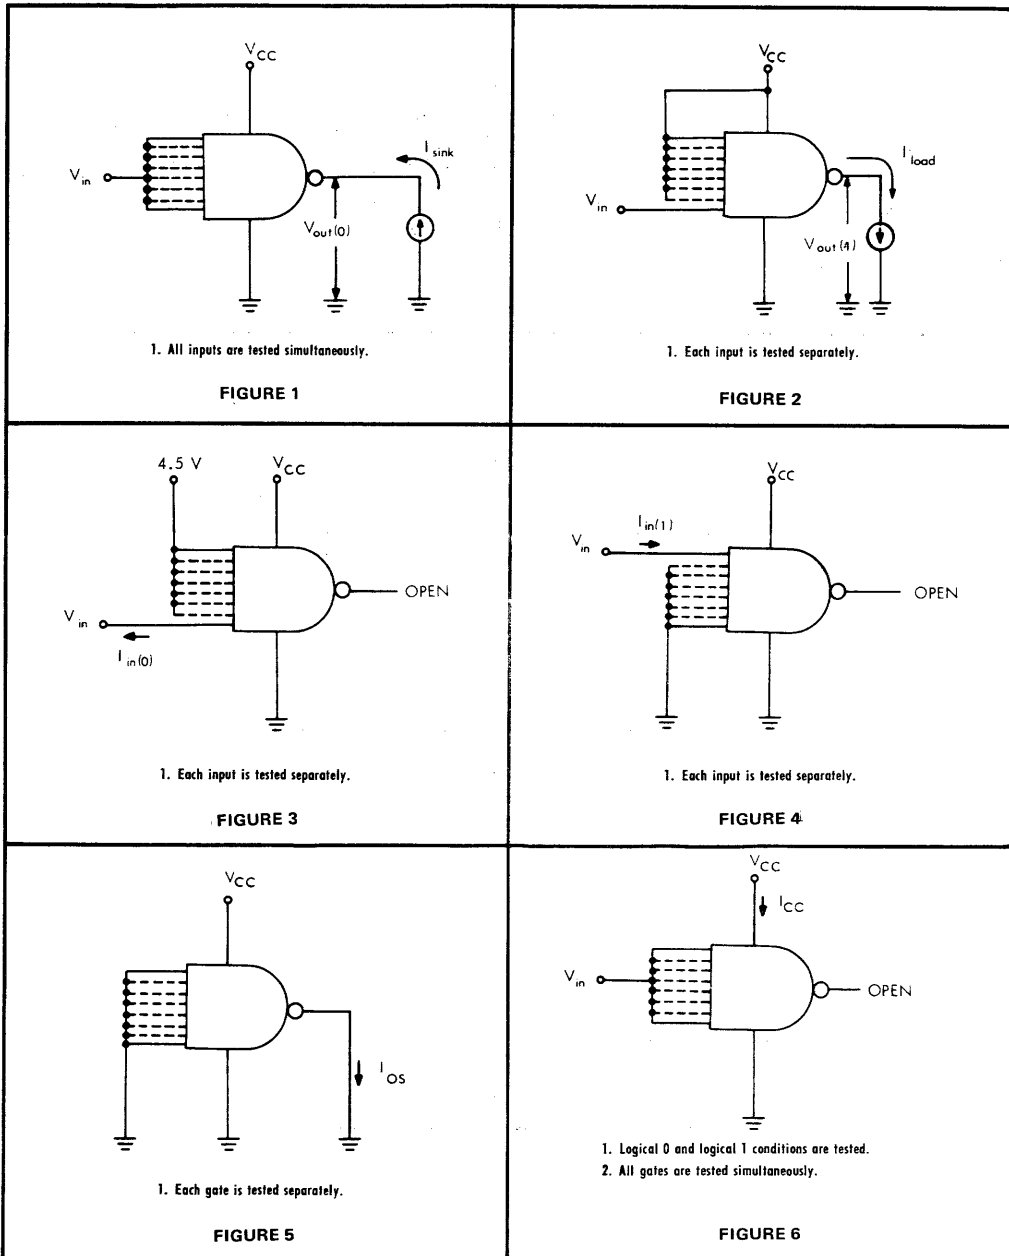 VCC
Vin
Isink
Vout(0)
1. All inputs are tested simultaneously.
FIGURE 1
VCC
Vin
Iload
Vout(1)
1. Each input is tested separately.
FIGURE 2
4.5 V
VCC
OPEN
Vin
Iin(0)
1. Each input is tested separately.
FIGURE 3
VCC
Iin(1)
Vin
OPEN
1. Each input is tested separately.
FIGURE 4
VCC
IOS
1. Each gate is tested separately.
FIGURE 5
VCC
ICC
Vin
OPEN
1. Logical 0 and logical 1 conditions are tested.
2. All gates are tested simultaneously.
FIGURE 6